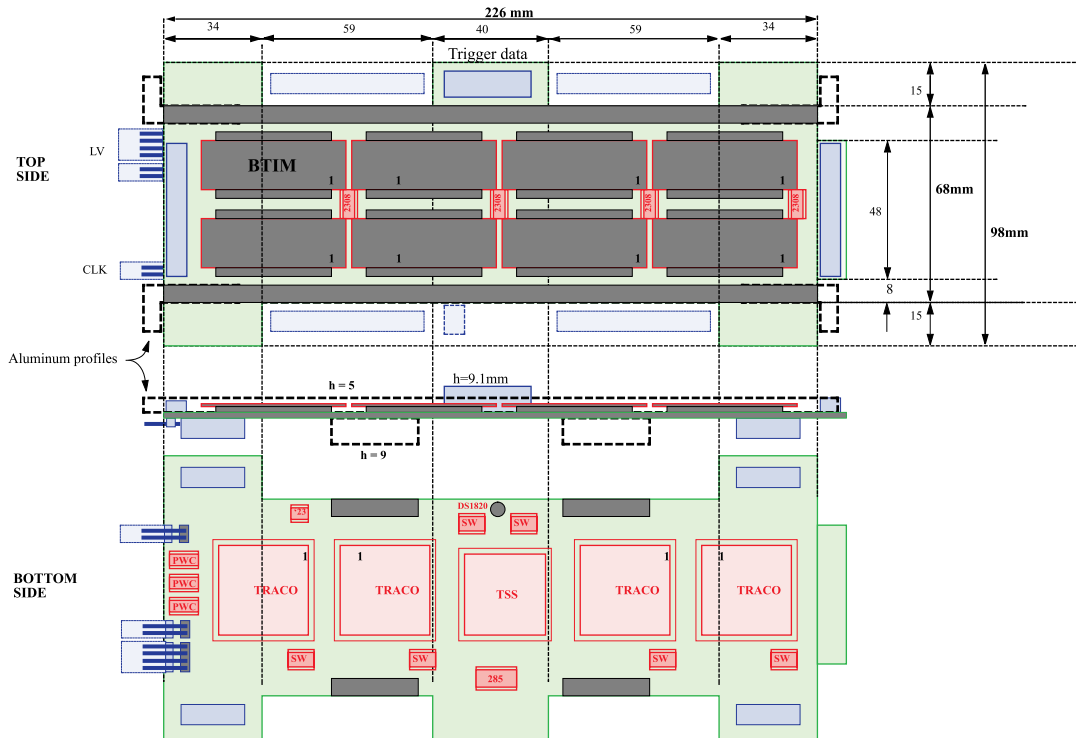 226 mm
34
59
40
59
34
Trigger data
15
LV
TOP
SIDE
BTIM
1
1
1
1
2308
2308
2308
2308
48
68mm
98mm
1
1
1
1
CLK
8
15
Aluminum profiles
h = 5
h=9.1mm
h = 9
DS1820
'23
SW
SW
PWC
PWC
PWC
1
1
1
1
TRACO
TRACO
TSS
TRACO
TRACO
BOTTOM
SIDE
SW
SW
SW
SW
285